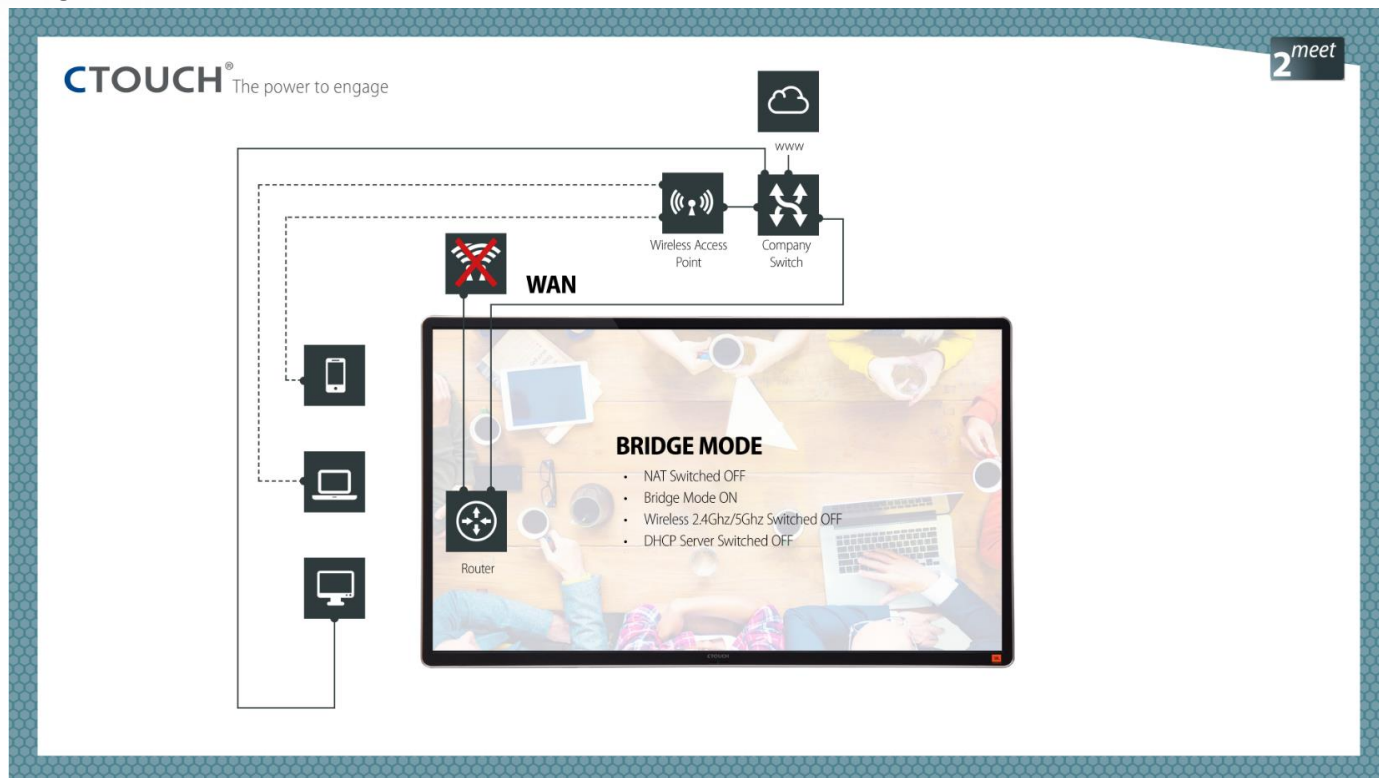 CTOUCH® The power to engage
2meet
www
Wireless Access
Point
Company
Switch
WAN
BRIDGE MODE
• NAT Switched OFF
• Bridge Mode ON
• Wireless 2.4Ghz/5Ghz Switched OFF
• DHCP Server Switched OFF
Router
CTOUCH